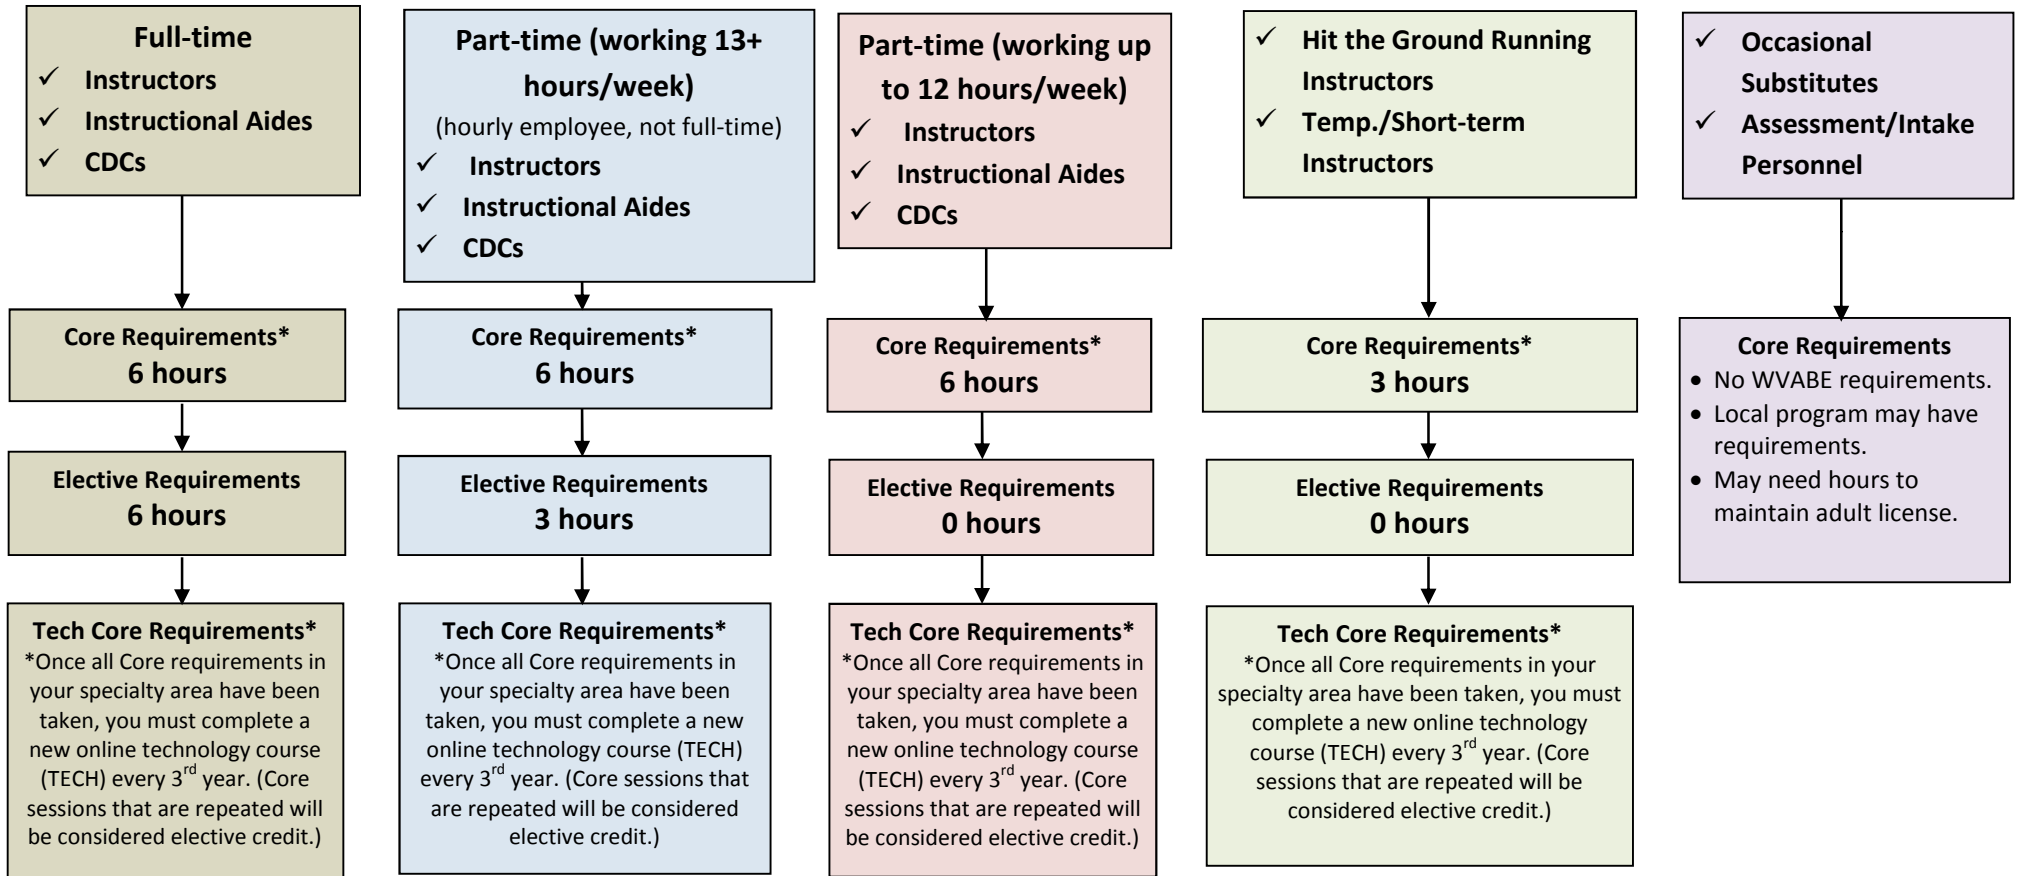 Full-time
✓ Instructors
✓ Instructional Aides
✓ CDCs
Core Requirements*
6 hours
Elective Requirements
6 hours
Tech Core Requirements*
*Once all Core requirements in
your specialty area have been
taken, you must complete a
new online technology course
(TECH) every 3rd year. (Core
sessions that are repeated will
be considered elective credit.)
Part-time (working 13+
hours/week)
(hourly employee, not full-time)
✓ Instructors
✓ Instructional Aides
✓ CDCs
Core Requirements*
6 hours
Elective Requirements
3 hours
Tech Core Requirements*
*Once all Core requirements in
your specialty area have been
taken, you must complete a new
online technology course (TECH)
every 3rd year. (Core sessions that
are repeated will be considered
elective credit.)
Part-time (working up
to 12 hours/week)
✓ Instructors
✓ Instructional Aides
✓ CDCs
Core Requirements*
6 hours
Elective Requirements
0 hours
Tech Core Requirements*
*Once all Core requirements in
your specialty area have been
taken, you must complete a
new online technology course
(TECH) every 3rd year. (Core
sessions that are repeated will
be considered elective credit.)
✓ Hit the Ground Running
Instructors
✓ Temp./Short-term
Instructors
Core Requirements*
3 hours
Elective Requirements
0 hours
Tech Core Requirements*
*Once all Core requirements in your
specialty area have been taken, you must
complete a new online technology
course (TECH) every 3rd year. (Core
sessions that are repeated will be
considered elective credit.)
✓ Occasional
Substitutes
✓ Assessment/Intake
Personnel
Core Requirements
• No WVABE requirements.
• Local program may have
requirements.
• May need hours to
maintain adult license.